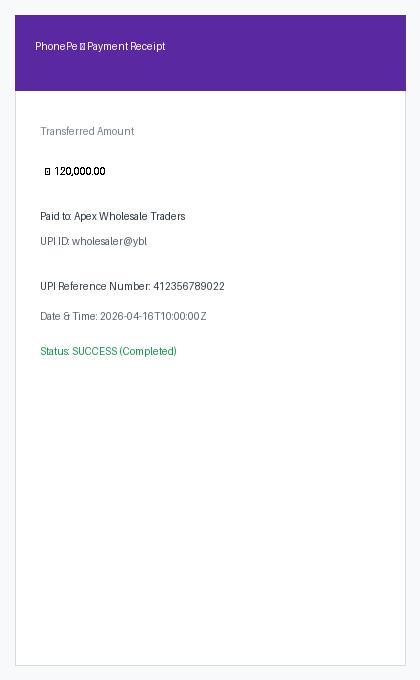 PhonePe ▯ Payment Receipt
Transferred Amount
▯ 120,000.00
Paid to: Apex Wholesale Traders
UPI ID: wholesaler@ybl
UPI Reference Number: 412356789022
Date & Time: 2026-04-16T10:00:00Z
Status: SUCCESS (Completed)